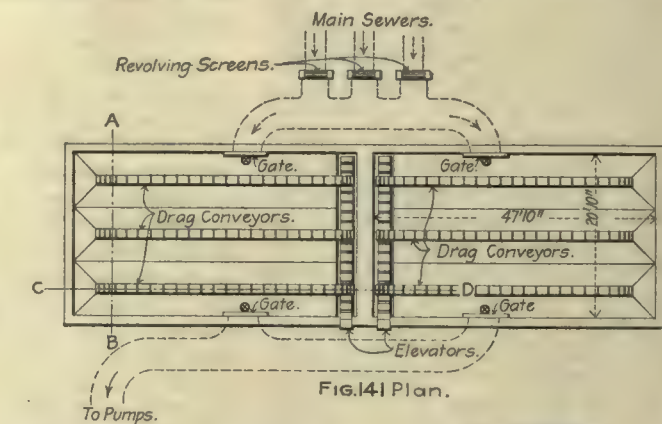 Main Sewers.
Revolving Screens.
A
Gate.
Gate.
Drag Conveyors.
47'10"
20'10"
Drag Conveyors.
C
D
Gate.
Gate
B
Elevators.
FIG.141 Plan.
To Pumps.